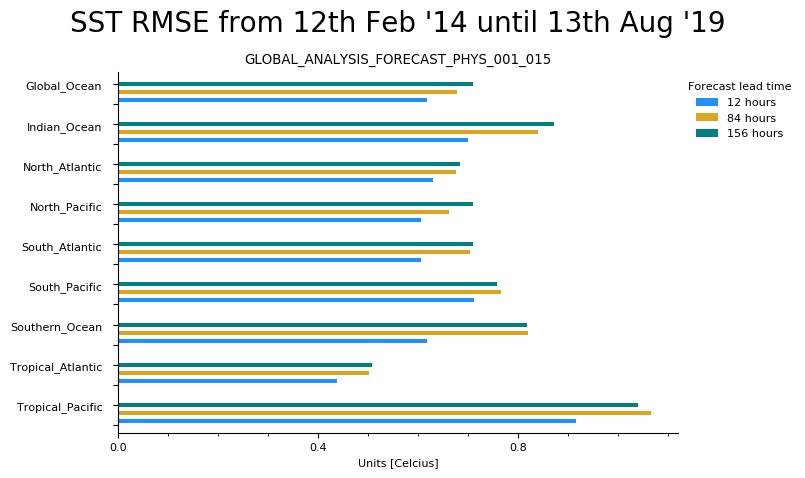 SST RMSE from 12th Feb '14 until 13th Aug '19
GLOBAL_ANALYSIS_FORECAST_PHYS_001_015
Forecast lead time
12 hours
84 hours
156 hours
Global_Ocean
Indian_Ocean
North_Atlantic
North_Pacific
South_Atlantic
South_Pacific
Southern_Ocean
Tropical_Atlantic
Tropical_Pacific
0.0 0.4 0.8
Units [Celcius]